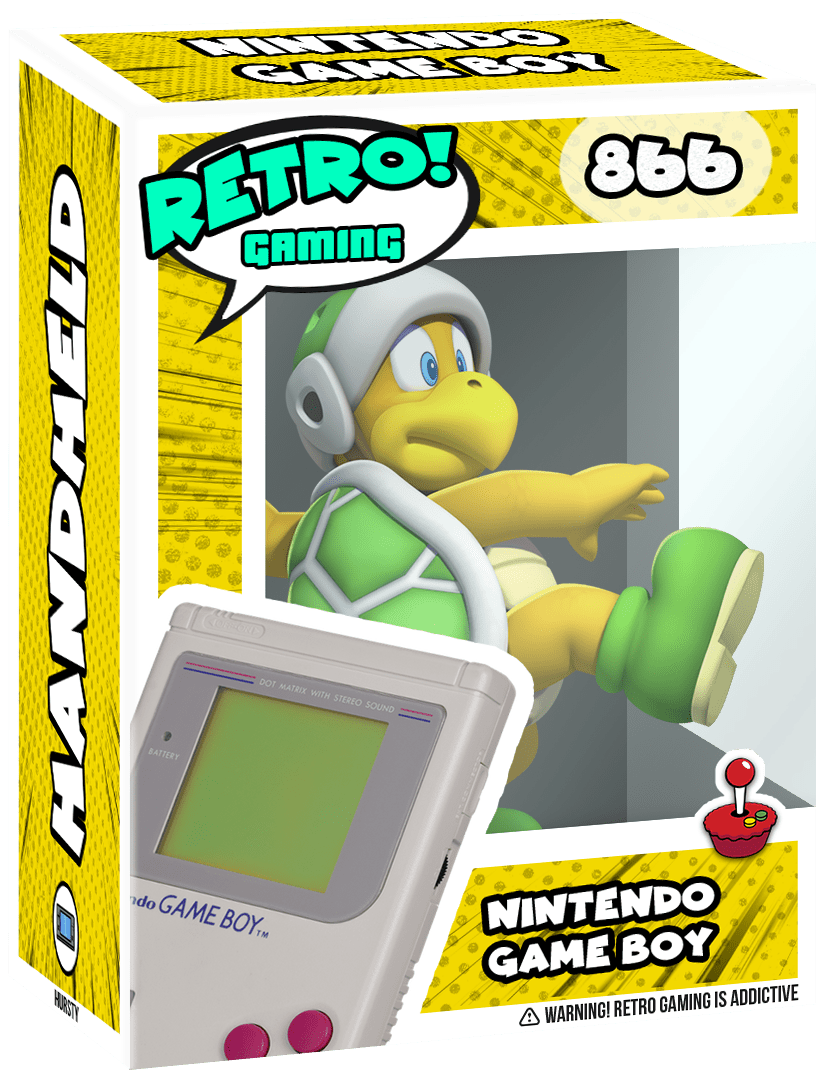 NINTENDO
GAME BOY
RETRO!
GAMING
866
HANDHELD
DOT MATRIX WITH STEREO SOUND
BATTERY
GAME BOY™
NINTENDO
GAME BOY
WARNING! RETRO GAMING IS ADDICTIVE
HURSTY